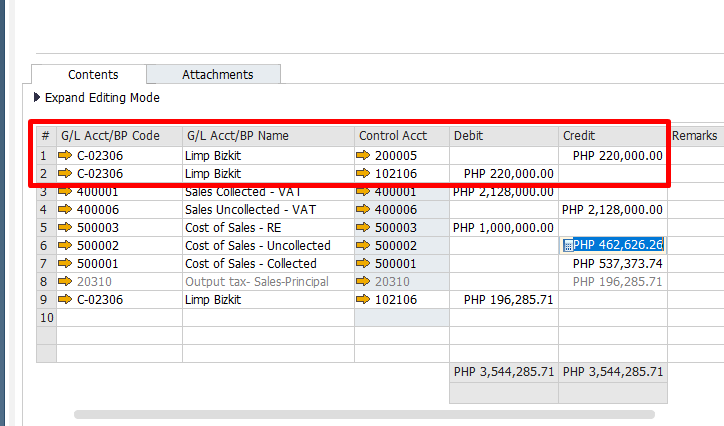 Contents Attachments
Expand Editing Mode
# G/L Acct/BP Code G/L Acct/BP Name Control Acct Debit Credit Remarks
1 C-02306 Limp Bizkit 200005 PHP 220,000.00
2 C-02306 Limp Bizkit 102106 PHP 220,000.00
3 400001 Sales Collected - VAT 400001 PHP 2,128,000.00
4 400006 Sales Uncollected - VAT 400006 PHP 2,128,000.00
5 500003 Cost of Sales - RE 500003 PHP 1,000,000.00
6 500002 Cost of Sales - Uncollected 500002 PHP 462,626.26
7 500001 Cost of Sales - Collected 500001 PHP 537,373.74
8 20310 Output tax- Sales-Principal 20310 PHP 196,285.71
9 C-02306 Limp Bizkit 102106 PHP 196,285.71
10
PHP 3,544,285.71 PHP 3,544,285.71